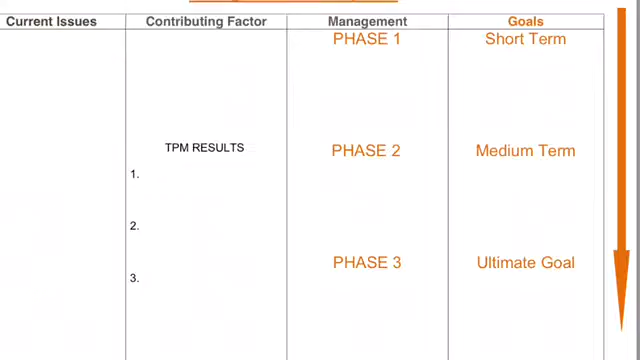 Current Issues Contributing Factor Management Goals
PHASE 1 Short Term
TPM RESULTS
PHASE 2 Medium Term
1.
2.
PHASE 3 Ultimate Goal
3.